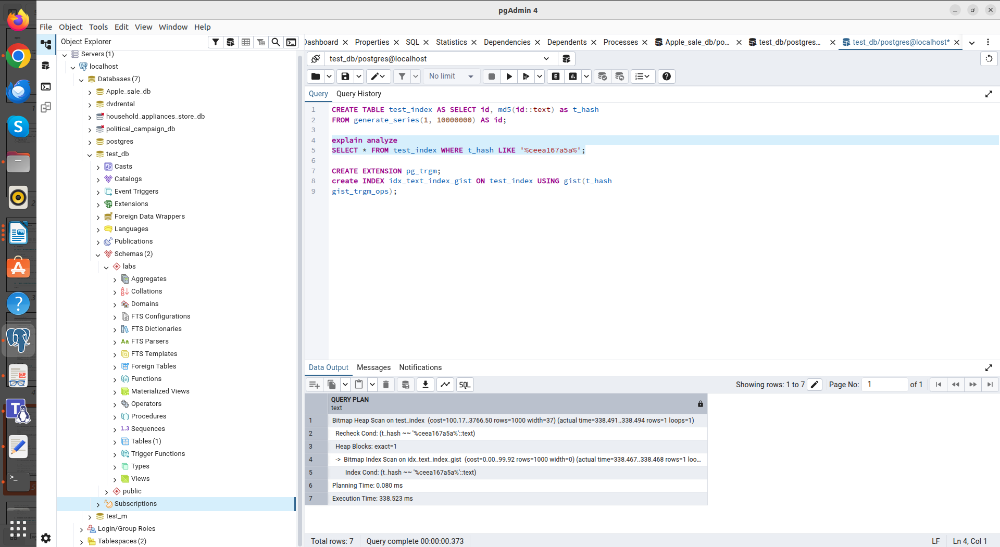 pgAdmin 4
File Object Tools Edit View Window Help
Object Explorer
Dashboard Properties SQL Statistics Dependencies Dependents Processes Apple_sale_db/po... test_db/postgres... test_db/postgres@localhost*
Servers (1)
localhost
Databases (7)
Apple_sale_db
dvdrental
household_appliances_store_db
political_campaign_db
postgres
test_db
Casts
Catalogs
Event Triggers
Extensions
Foreign Data Wrappers
Languages
Publications
Schemas (2)
labs
Aggregates
Collations
Domains
FTS Configurations
FTS Dictionaries
Aa FTS Parsers
FTS Templates
Foreign Tables
Functions
Materialized Views
Operators
Procedures
1..3 Sequences
Tables (1)
Trigger Functions
Types
Views
public
Subscriptions
test_m
Login/Group Roles
Tablespaces (2)
test_db/postgres@localhost
No limit
Query Query History
1 CREATE TABLE test_index AS SELECT id, md5(id::text) as t_hash
2 FROM generate_series(1, 10000000) AS id;
3
4 explain analyze
5 SELECT * FROM test_index WHERE t_hash LIKE '%ceea167a5a%';
6
7 CREATE EXTENSION pg_trgm;
8 create INDEX idx_text_index_gist ON test_index USING gist(t_hash
9 gist_trgm_ops);
Data Output Messages Notifications
SQL Showing rows: 1 to 7 Page No: 1 of 1
QUERY PLAN
text
1 Bitmap Heap Scan on test_index (cost=100.17..3766.50 rows=1000 width=37) (actual time=338.491..338.494 rows=1 loops=1)
2 Recheck Cond: (t_hash ~~ '%ceea167a5a%'::text)
3 Heap Blocks: exact=1
4 -> Bitmap Index Scan on idx_text_index_gist (cost=0.00..99.92 rows=1000 width=0) (actual time=338.467..338.468 rows=1 loo...
5 Index Cond: (t_hash ~~ '%ceea167a5a%'::text)
6 Planning Time: 0.080 ms
7 Execution Time: 338.523 ms
Total rows: 7 Query complete 00:00:00.373 LF Ln 4, Col 1